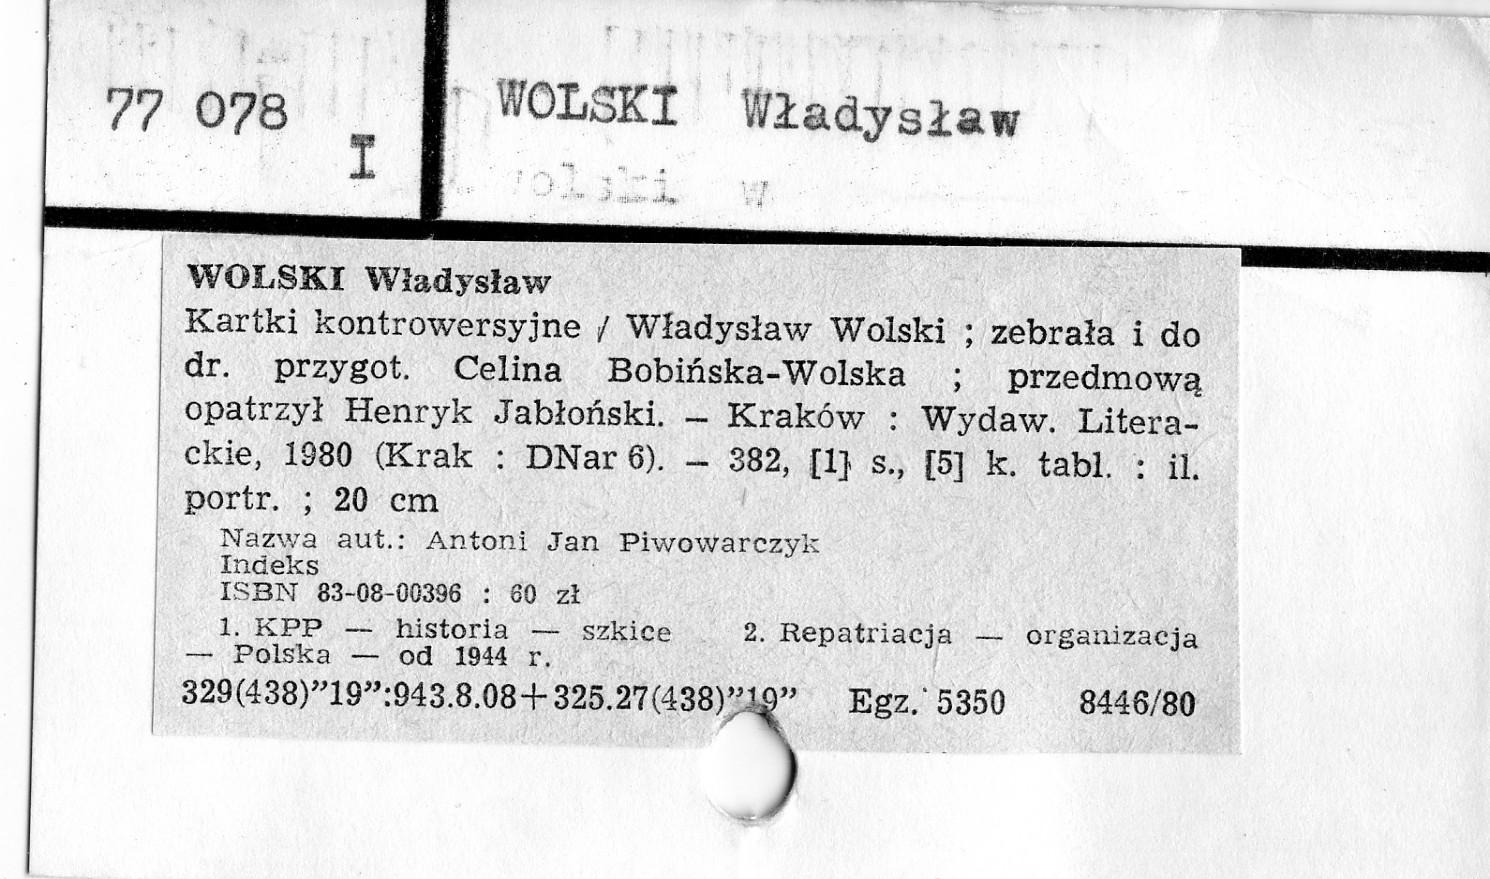 77 078
I
WOLSKI Władysław
WOLSKI Władysław
Kartki kontrowersyjne / Władysław Wolski ; zebrała i do
dr. przygot. Celina Bobińska-Wolska ; przedmową
opatrzył Henryk Jabłoński. — Kraków : Wydaw. Litera-
ckie, 1980 (Krak : DNar 6). — 382, [1] s., [5] k. tabl. : il.
portr. ; 20 cm
Nazwa aut.: Antoni Jan Piwowarczyk
Indeks
ISBN 83-08-00396 : 60 zł
1. KPP — historia — szkice 2. Repatriacja — organizacja
— Polska — od 1944 r.
329(438)”19”:943.8.08+325.27(438)”19” Egz. 5350 8446/80